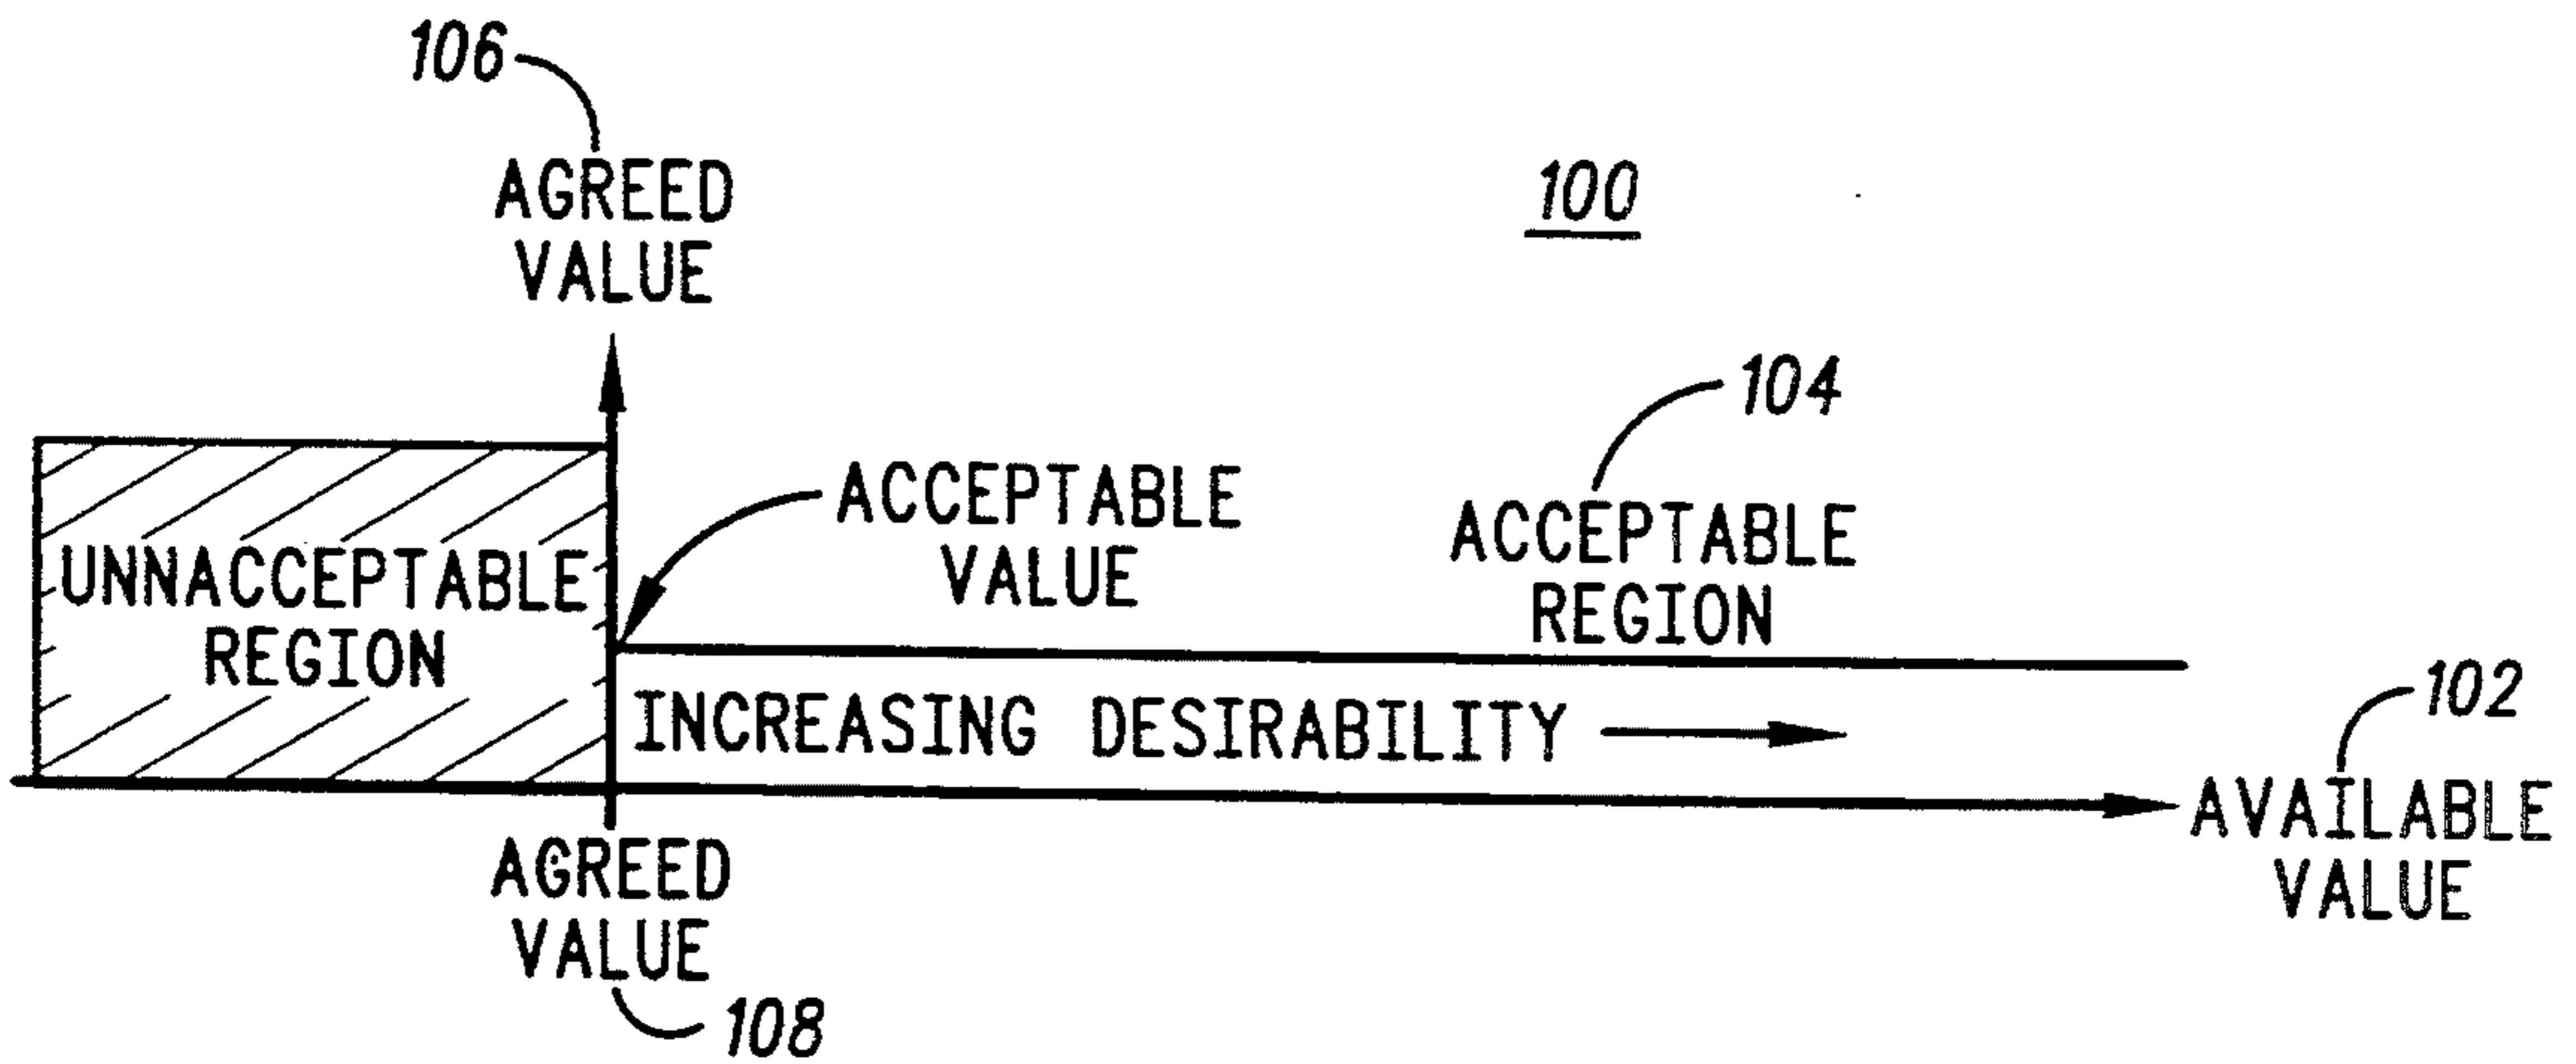 106
AGREED
VALUE
100
104
ACCEPTABLE
VALUE
ACCEPTABLE
REGION
UNNACCEPTABLE
REGION
INCREASING DESIRABILITY
102
AVAILABLE
VALUE
AGREED
VALUE
108